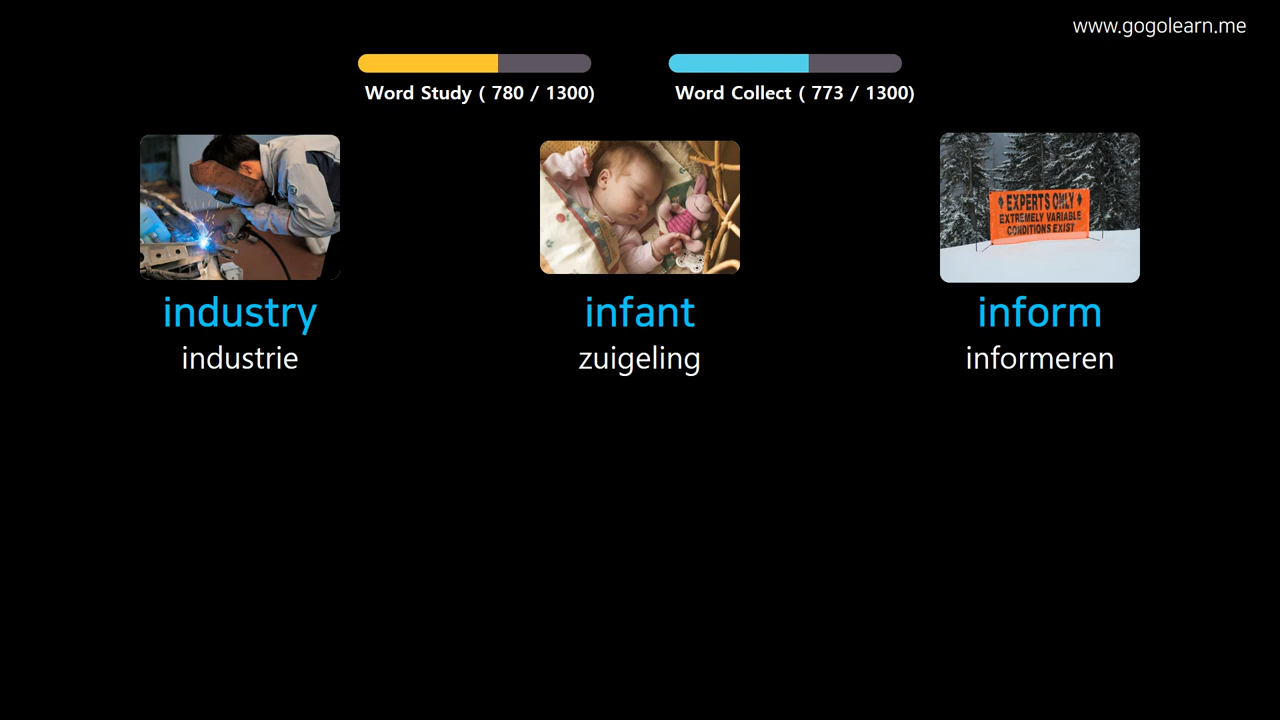 www.gogolearn.me
Word Study ( 780 / 1300)
Word Collect ( 773 / 1300)
EXPERTS ONLY
EXTREMELY VARIABLE
CONDITIONS EXIST
industry
infant
inform
industrie
zuigeling
informeren